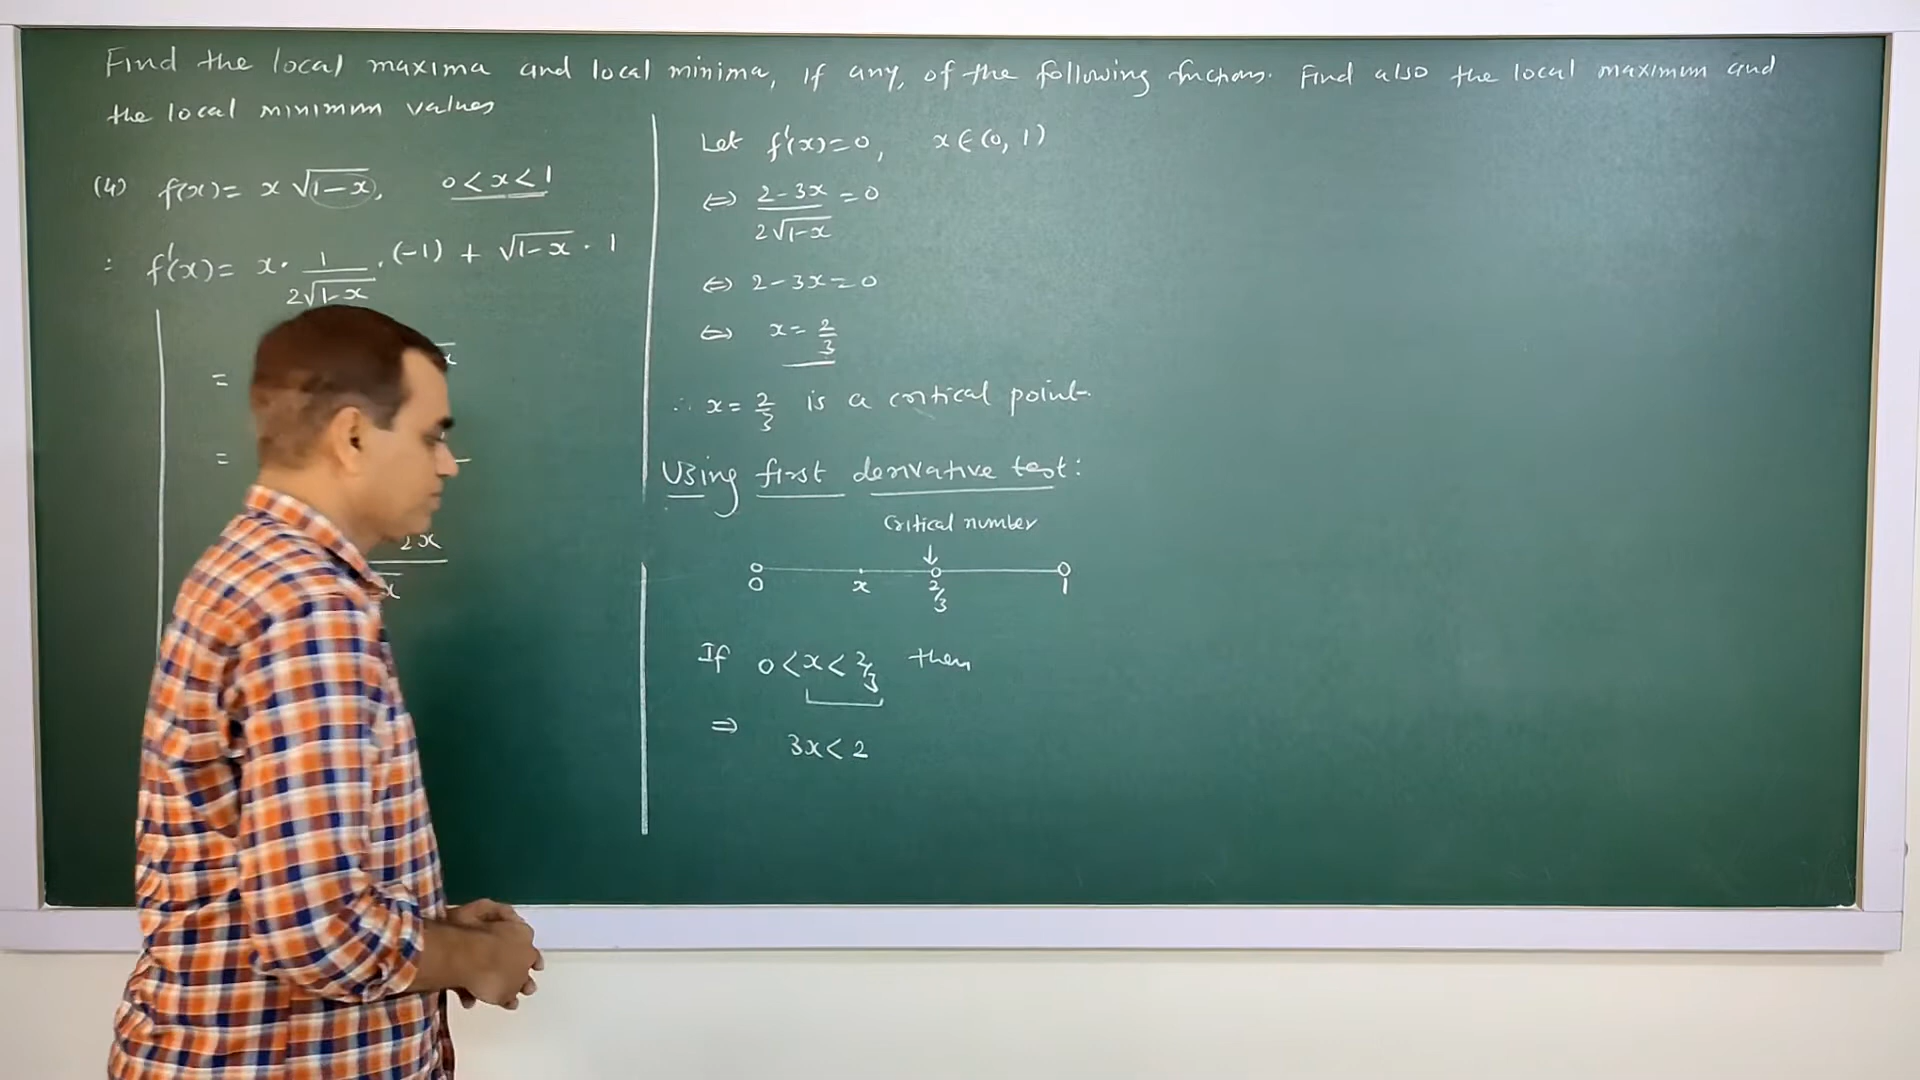 Find the local maxima and local minima, if any, of the following functions. Find also the local maximum and
the local minimum values
(4) f(x) = x √(1-x), 0 < x < 1
: f'(x) = x · 1/(2√(1-x)) · (-1) + √(1-x) · 1
=
=
2x
x
Let f'(x) = 0, x ∈ (0, 1)
⇔ (2-3x)/(2√(1-x)) = 0
⇔ 2-3x = 0
⇔ x = 2/3
∴ x = 2/3 is a critical point.
Using first derivative test:
Critical number
0 x 2/3 1
If 0 < x < 2/3 then
⇒ 3x < 2